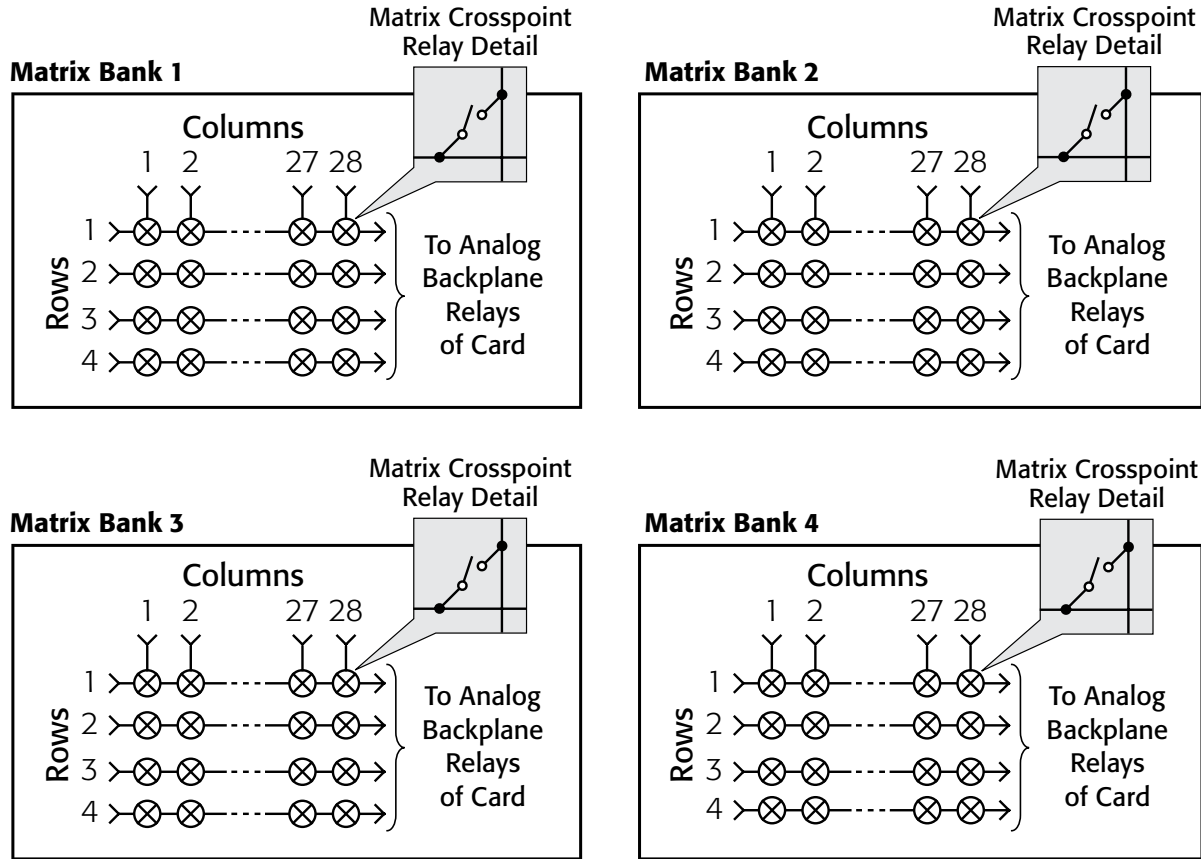 Matrix Crosspoint
Relay Detail
Matrix Bank 1
Columns
1 2 27 28
Rows
1
2
3
4
To Analog
Backplane
Relays
of Card
Matrix Crosspoint
Relay Detail
Matrix Bank 2
Columns
1 2 27 28
Rows
1
2
3
4
To Analog
Backplane
Relays
of Card
Matrix Crosspoint
Relay Detail
Matrix Bank 3
Columns
1 2 27 28
Rows
1
2
3
4
To Analog
Backplane
Relays
of Card
Matrix Crosspoint
Relay Detail
Matrix Bank 4
Columns
1 2 27 28
Rows
1
2
3
4
To Analog
Backplane
Relays
of Card